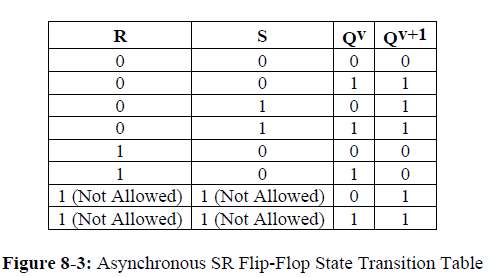 R S Qv Qv+1
0 0 0 0
0 0 1 1
0 1 0 1
0 1 1 1
1 0 0 0
1 0 1 0
1 (Not Allowed) 1 (Not Allowed) 0 1
1 (Not Allowed) 1 (Not Allowed) 1 1
Figure 8-3: Asynchronous SR Flip-Flop State Transition Table